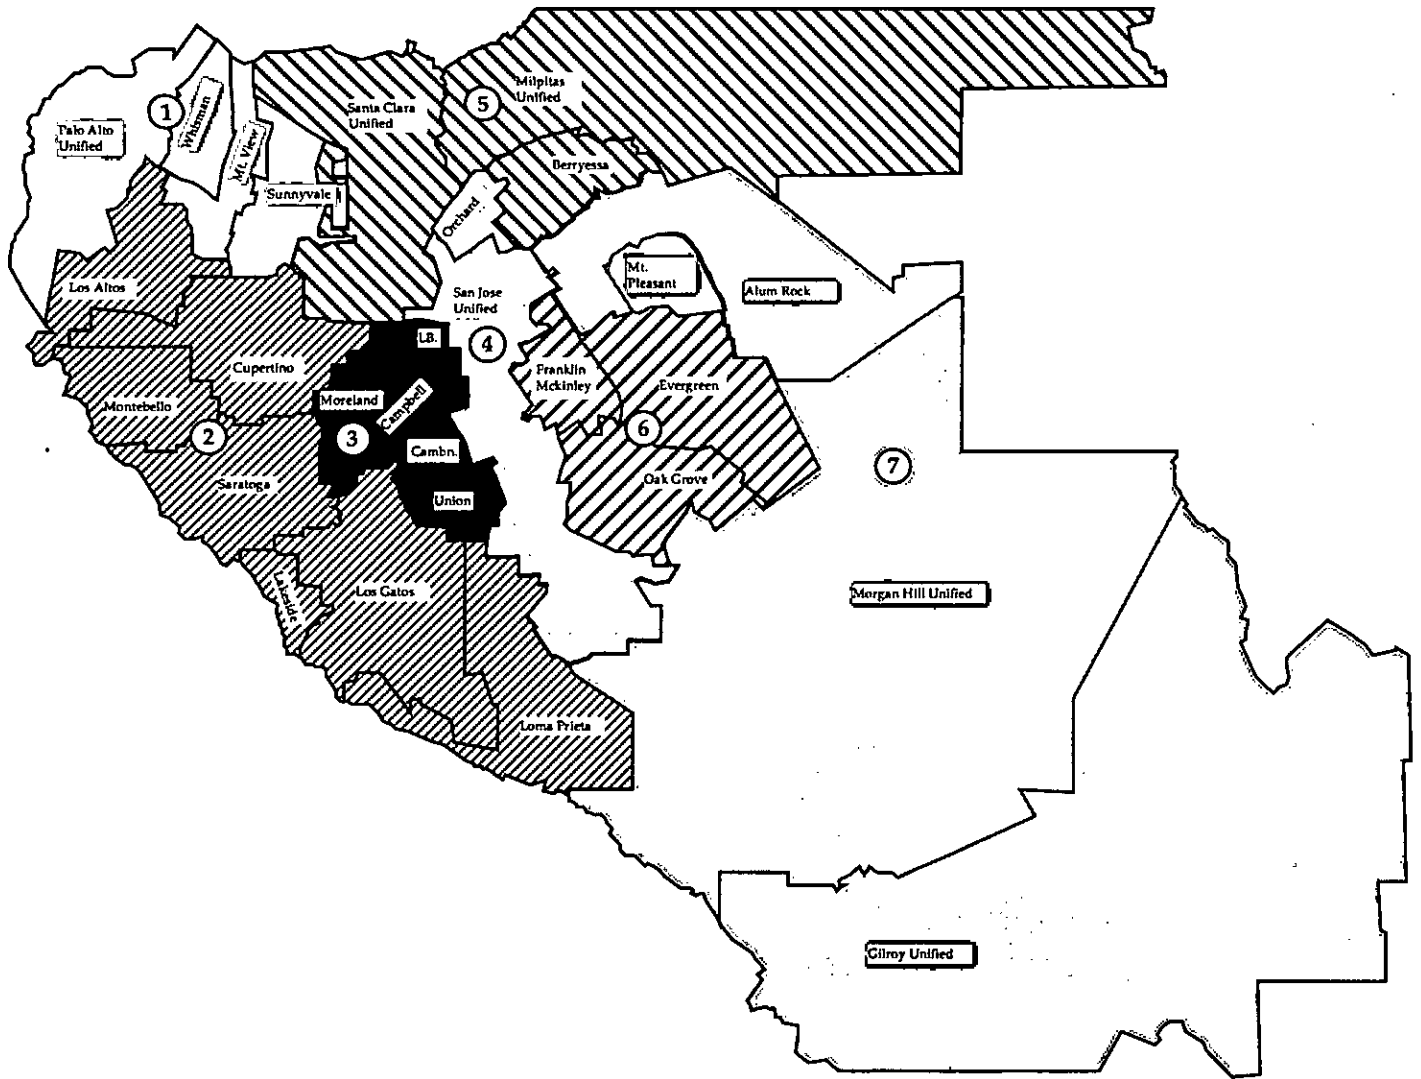 1
Palo Alto
Unified
Whisman
Mt. View
Sunnyvale
Santa Clara
Unified
5
Milpitas
Unified
Berryessa
Orchard
Los Altos
San Jose
Unified
4
Mt.
Pleasant
Alum Rock
LB.
Cupertino
Franklin
Mckinley
Evergreen
Montebello
Moreland
Campbell
2
3
6
Cambn.
7
Saratoga
Union
Oak Grove
Lakeside
Los Gatos
Morgan Hill Unified
Loma Prieta
Gilroy Unified